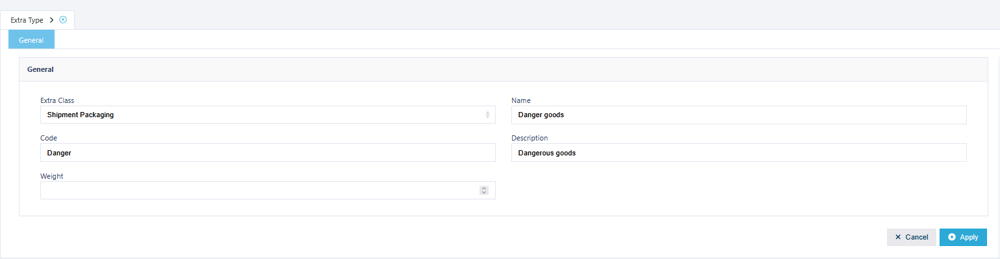 Extra Type
General
General
Extra Class
Name
Shipment Packaging
Danger goods
Code
Description
Danger
Dangerous goods
Weight
Cancel
Apply